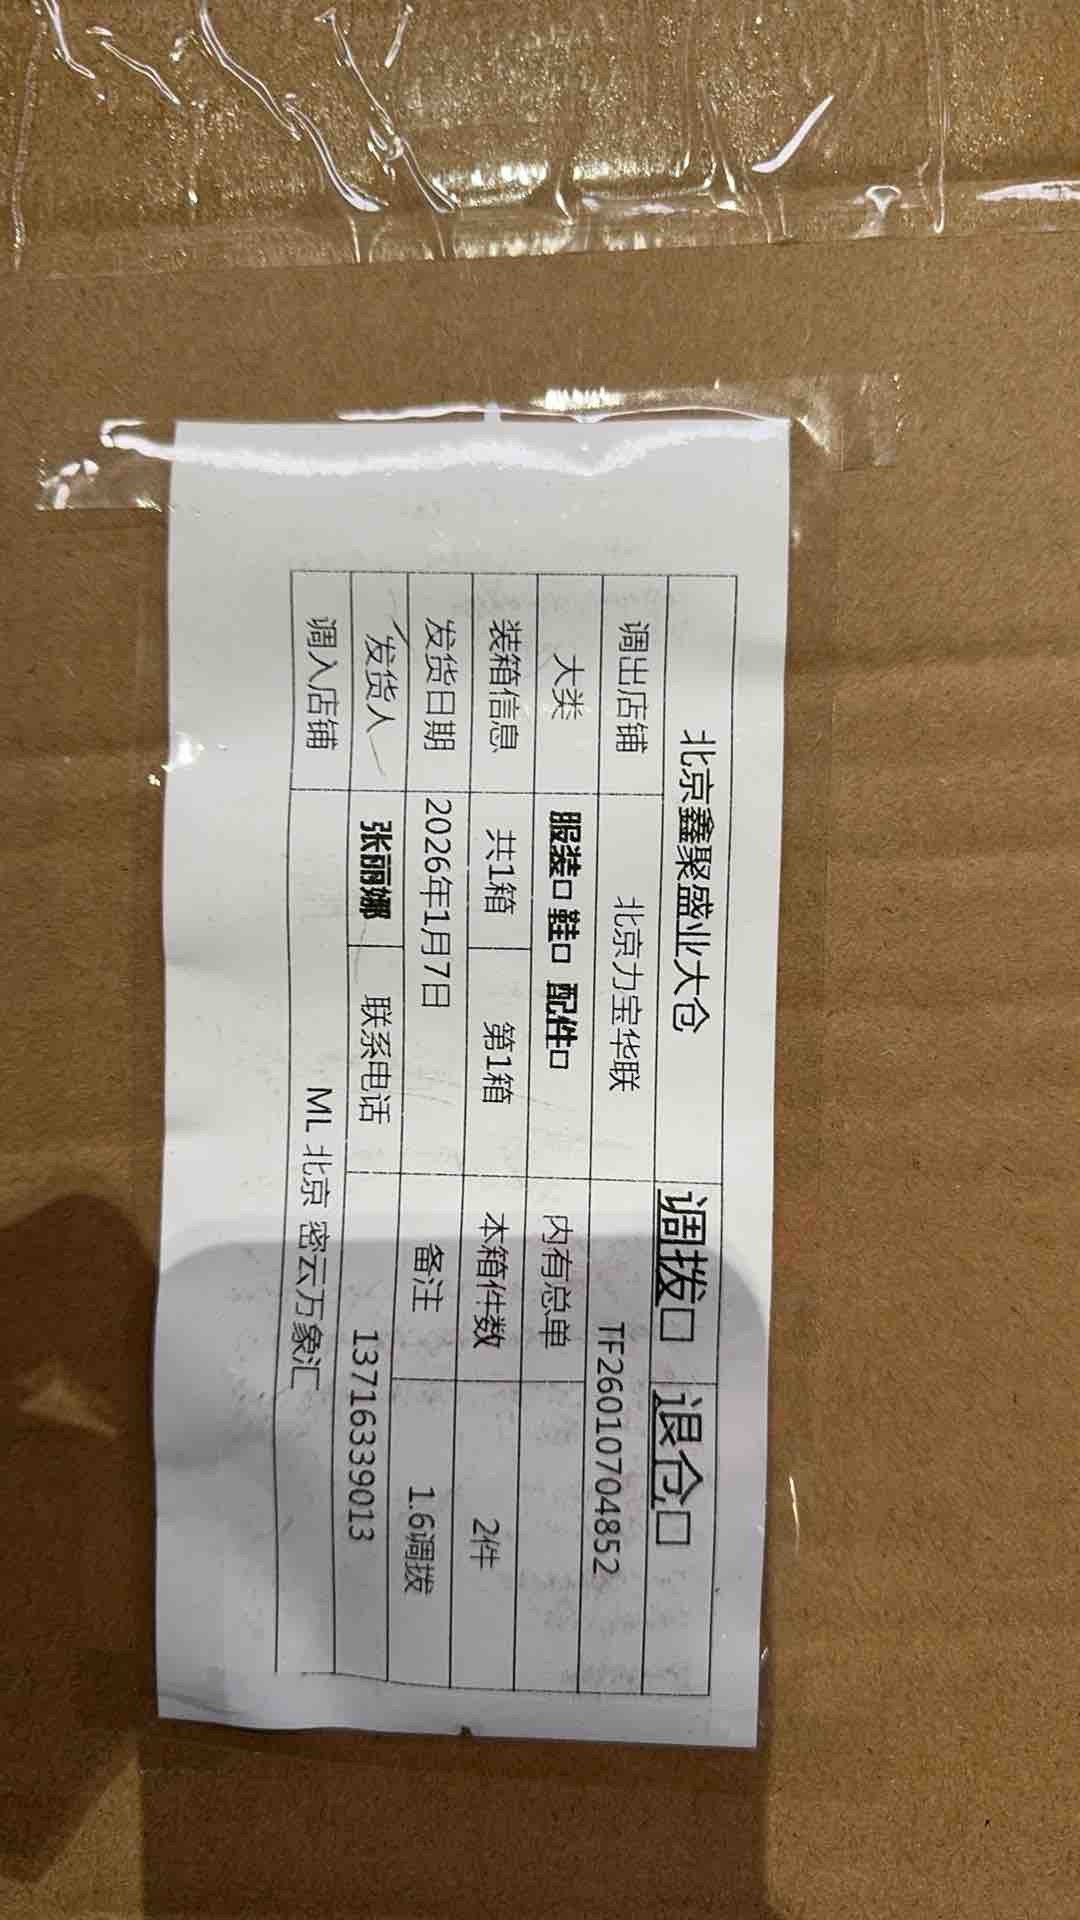 北京鑫聚盛业大仓 调拨□ 退仓□
调出店铺 北京力宝华联 TF26010704852
大类 服装□ 鞋□ 配件□ 内有总单
装箱信息 共1箱 第1箱 本箱件数 2件
发货日期 2026年1月7日 备注 1.6调拨
发货人 张丽娜 联系电话 13716339013
调入店铺 ML 北京 密云万象汇